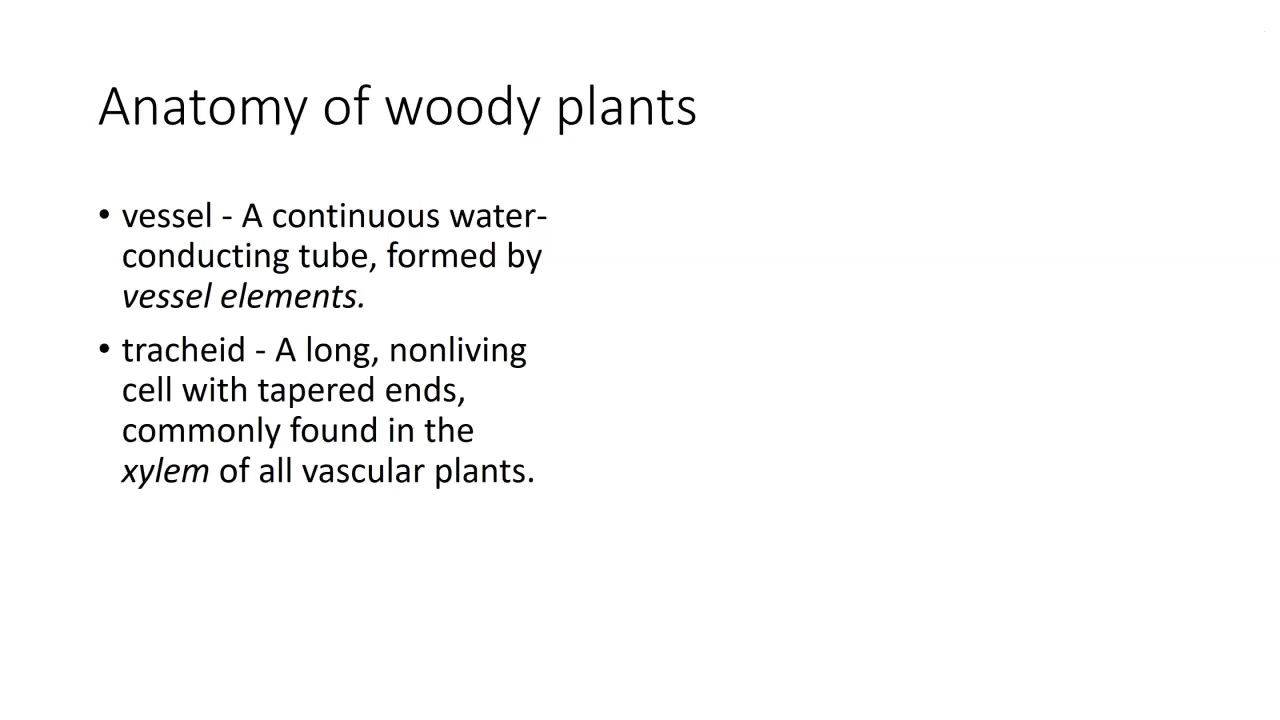 Anatomy of woody plants
• vessel - A continuous water-
conducting tube, formed by
vessel elements.
• tracheid - A long, nonliving
cell with tapered ends,
commonly found in the
xylem of all vascular plants.